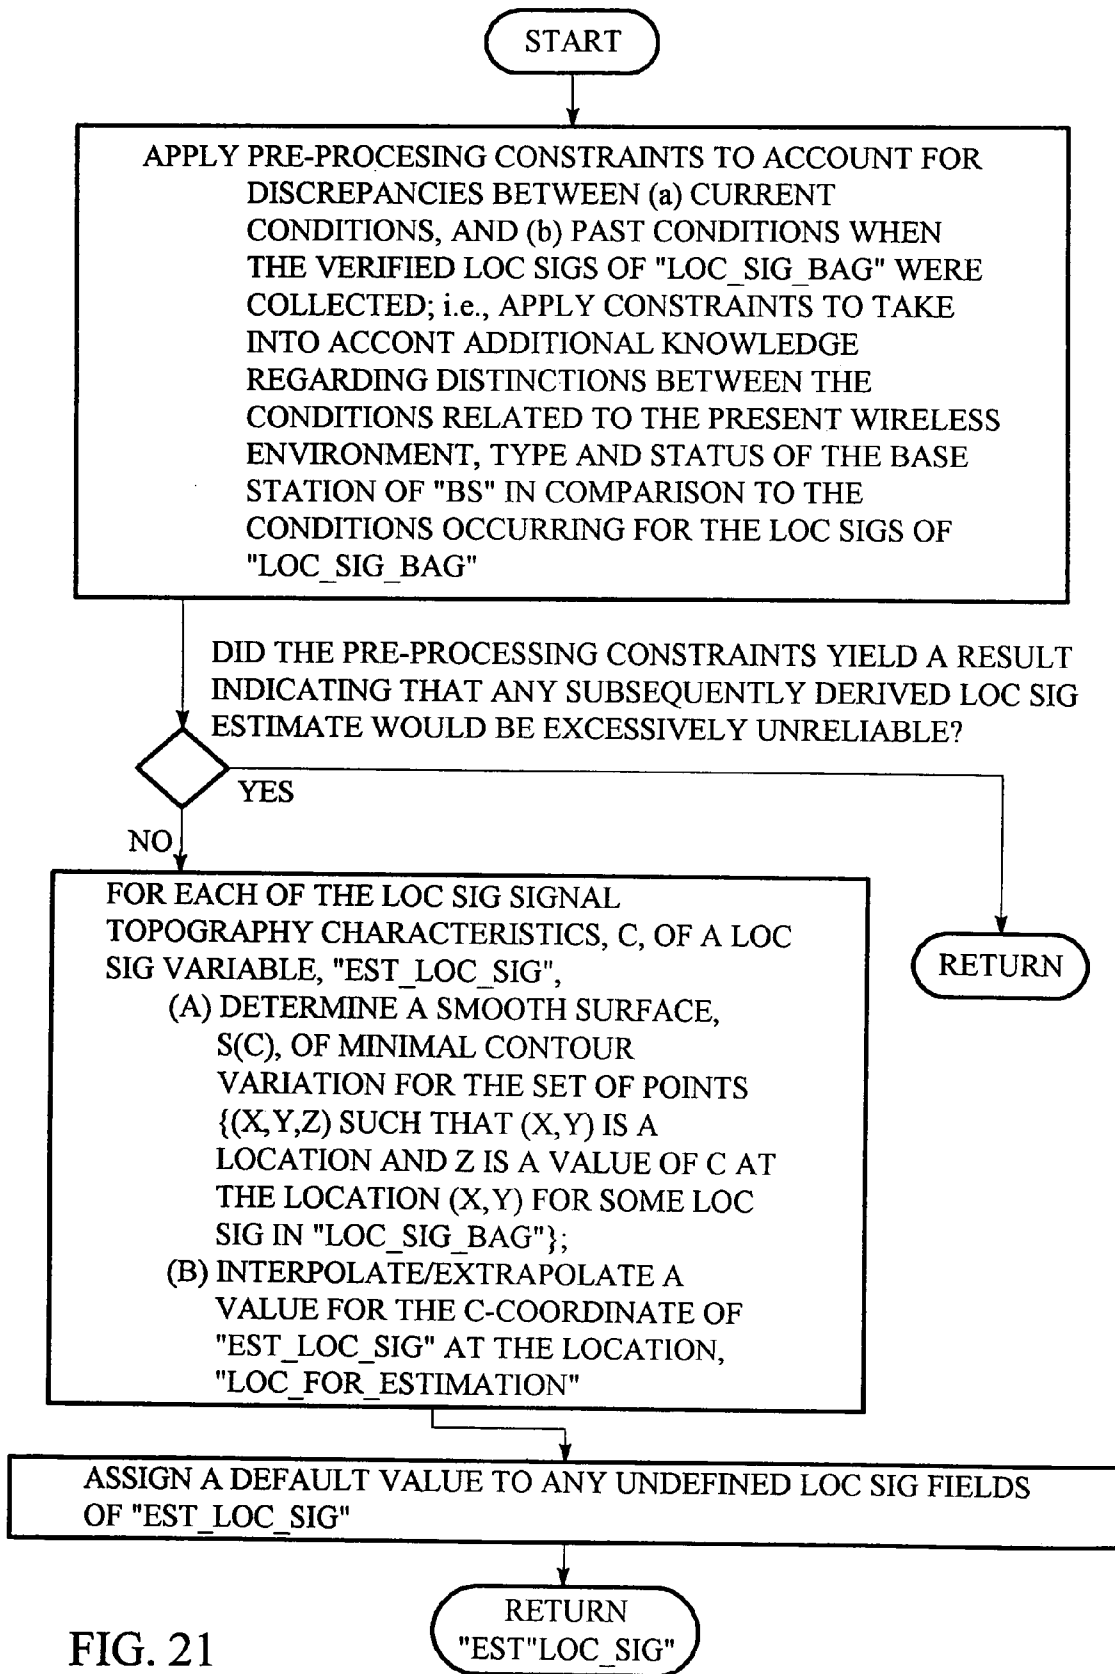 START
APPLY PRE-PROCESING CONSTRAINTS TO ACCOUNT FOR
DISCREPANCIES BETWEEN (a) CURRENT
CONDITIONS, AND (b) PAST CONDITIONS WHEN
THE VERIFIED LOC SIGS OF "LOC_SIG_BAG" WERE
COLLECTED; i.e., APPLY CONSTRAINTS TO TAKE
INTO ACCONT ADDITIONAL KNOWLEDGE
REGARDING DISTINCTIONS BETWEEN THE
CONDITIONS RELATED TO THE PRESENT WIRELESS
ENVIRONMENT, TYPE AND STATUS OF THE BASE
STATION OF "BS" IN COMPARISON TO THE
CONDITIONS OCCURRING FOR THE LOC SIGS OF
"LOC_SIG_BAG"
DID THE PRE-PROCESSING CONSTRAINTS YIELD A RESULT
INDICATING THAT ANY SUBSEQUENTLY DERIVED LOC SIG
ESTIMATE WOULD BE EXCESSIVELY UNRELIABLE?
YES
NO
FOR EACH OF THE LOC SIG SIGNAL
TOPOGRAPHY CHARACTERISTICS, C, OF A LOC
SIG VARIABLE, "EST_LOC_SIG",
(A) DETERMINE A SMOOTH SURFACE,
S(C), OF MINIMAL CONTOUR
VARIATION FOR THE SET OF POINTS
{(X,Y,Z) SUCH THAT (X,Y) IS A
LOCATION AND Z IS A VALUE OF C AT
THE LOCATION (X,Y) FOR SOME LOC
SIG IN "LOC_SIG_BAG"};
(B) INTERPOLATE/EXTRAPOLATE A
VALUE FOR THE C-COORDINATE OF
"EST_LOC_SIG" AT THE LOCATION,
"LOC_FOR_ESTIMATION"
RETURN
ASSIGN A DEFAULT VALUE TO ANY UNDEFINED LOC SIG FIELDS
OF "EST_LOC_SIG"
RETURN
"EST"LOC_SIG"
FIG. 21